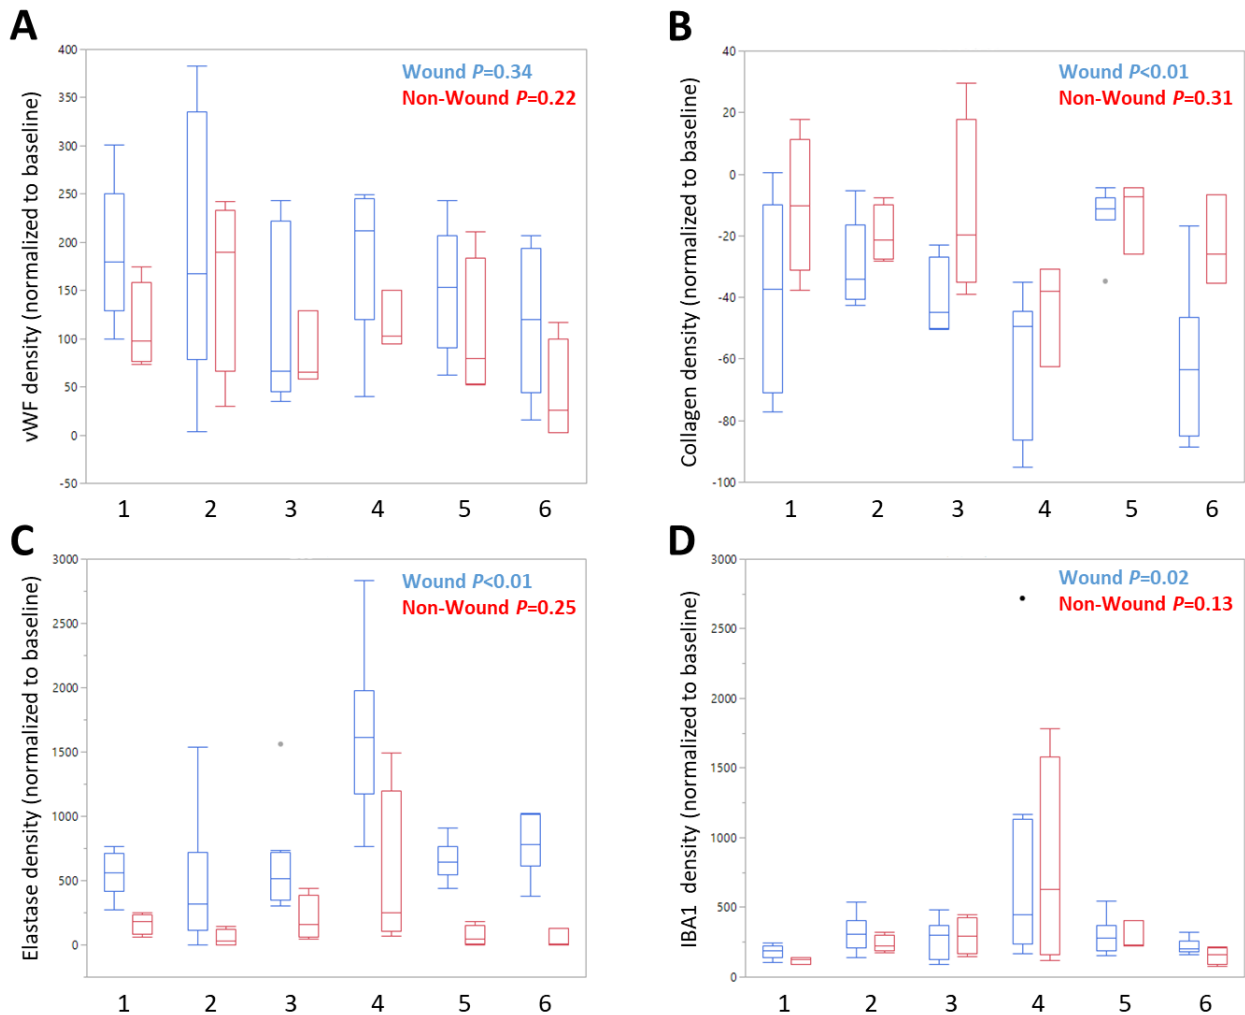 A
vWF density (normalized to baseline)
400
350
300
250
200
150
100
50
0
-50
Wound P=0.34
Non-Wound P=0.22
1 2 3 4 5 6
B
Collagen density (normalized to baseline)
40
20
0
-20
-40
-60
-80
-100
Wound P<0.01
Non-Wound P=0.31
1 2 3 4 5 6
C
Elastase density (normalized to baseline)
3000
2500
2000
1500
1000
500
0
Wound P<0.01
Non-Wound P=0.25
1 2 3 4 5 6
D
IBA1 density (normalized to baseline)
3000
2500
2000
1500
1000
500
0
Wound P=0.02
Non-Wound P=0.13
1 2 3 4 5 6